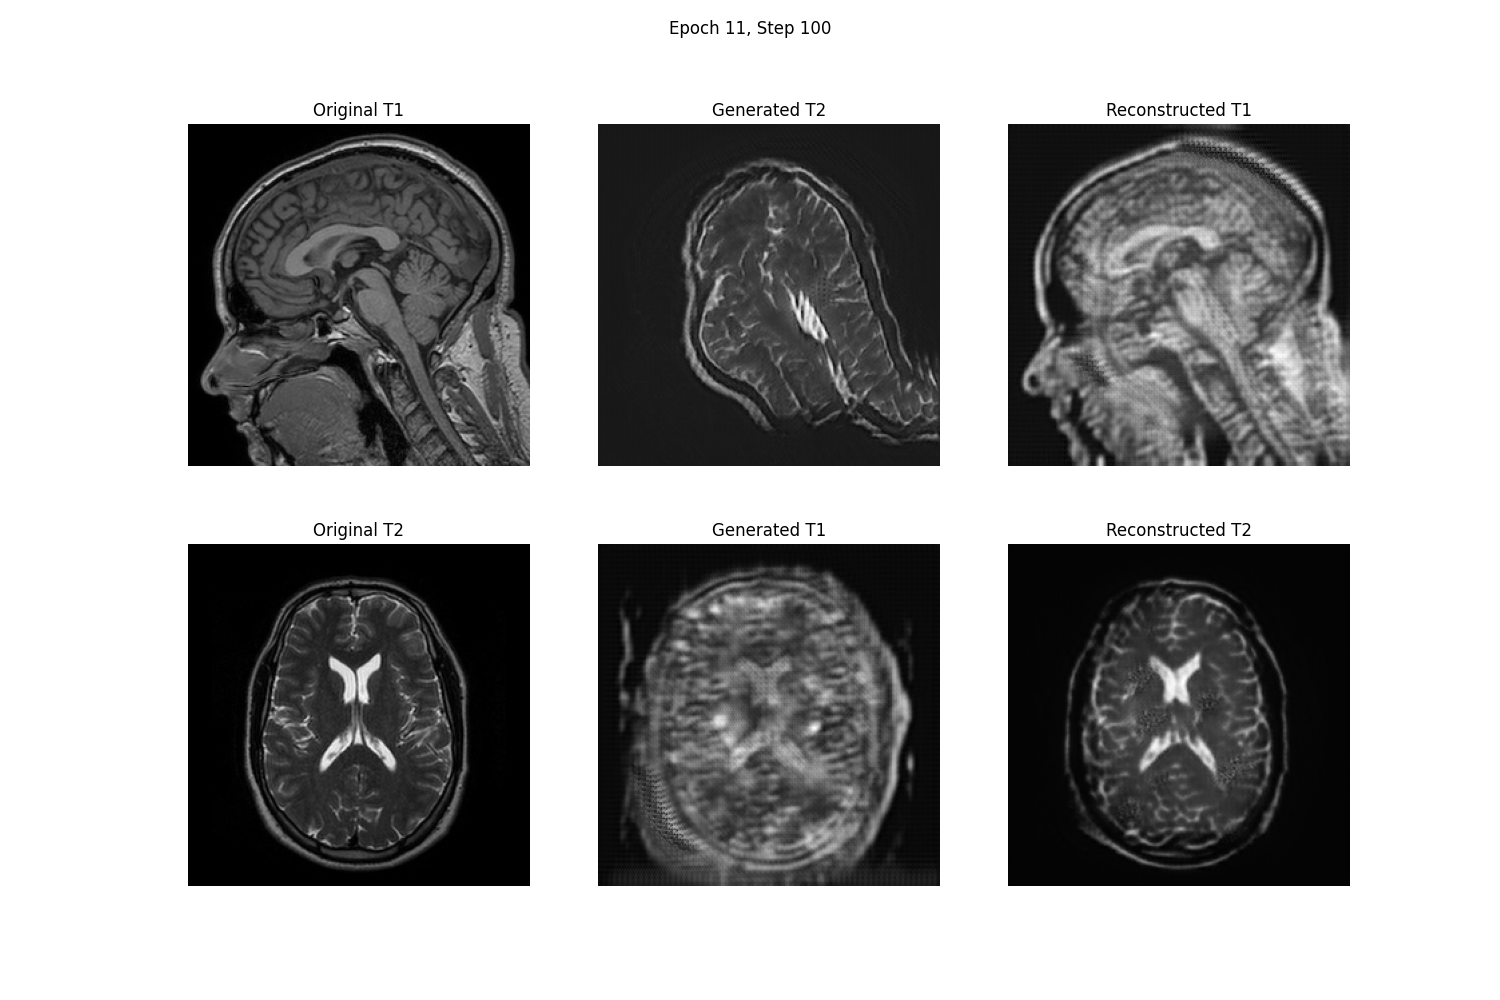 Epoch 11, Step 100
Original T1
Generated T2
Reconstructed T1
Original T2
Generated T1
Reconstructed T2